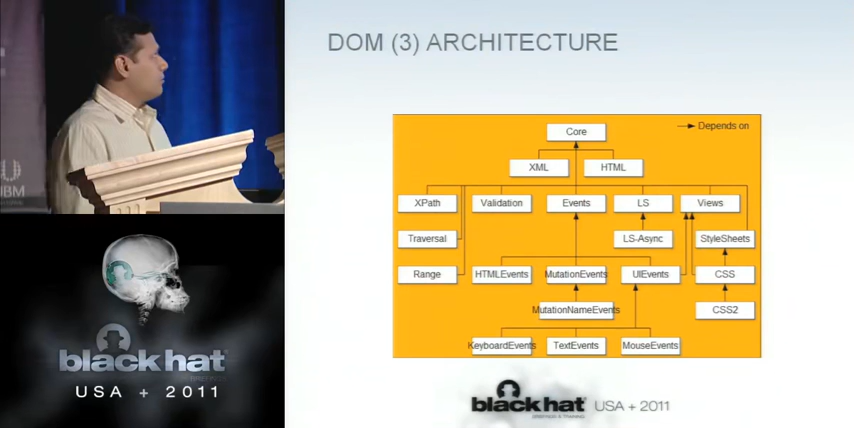 DOM (3) ARCHITECTURE
Core
Depends on
XML
HTML
XPath
Validation
Events
LS
Views
Traversal
LS-Async
StyleSheets
Range
HTMLEvents
MutationEvents
UIEvents
CSS
MutationNameEvents
CSS2
KeyboardEvents
TextEvents
MouseEvents
UBM
black hat
USA + 2011
black hat
USA + 2011